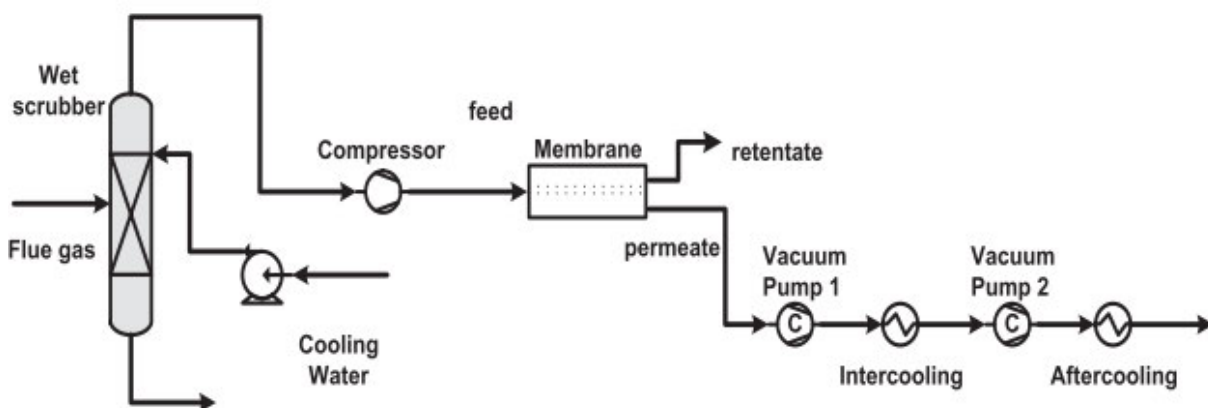 Wet
scrubber
Flue gas
Cooling
Water
Compressor
feed
Membrane
retentate
permeate
Vacuum
Pump 1
C
Intercooling
Vacuum
Pump 2
C
Aftercooling